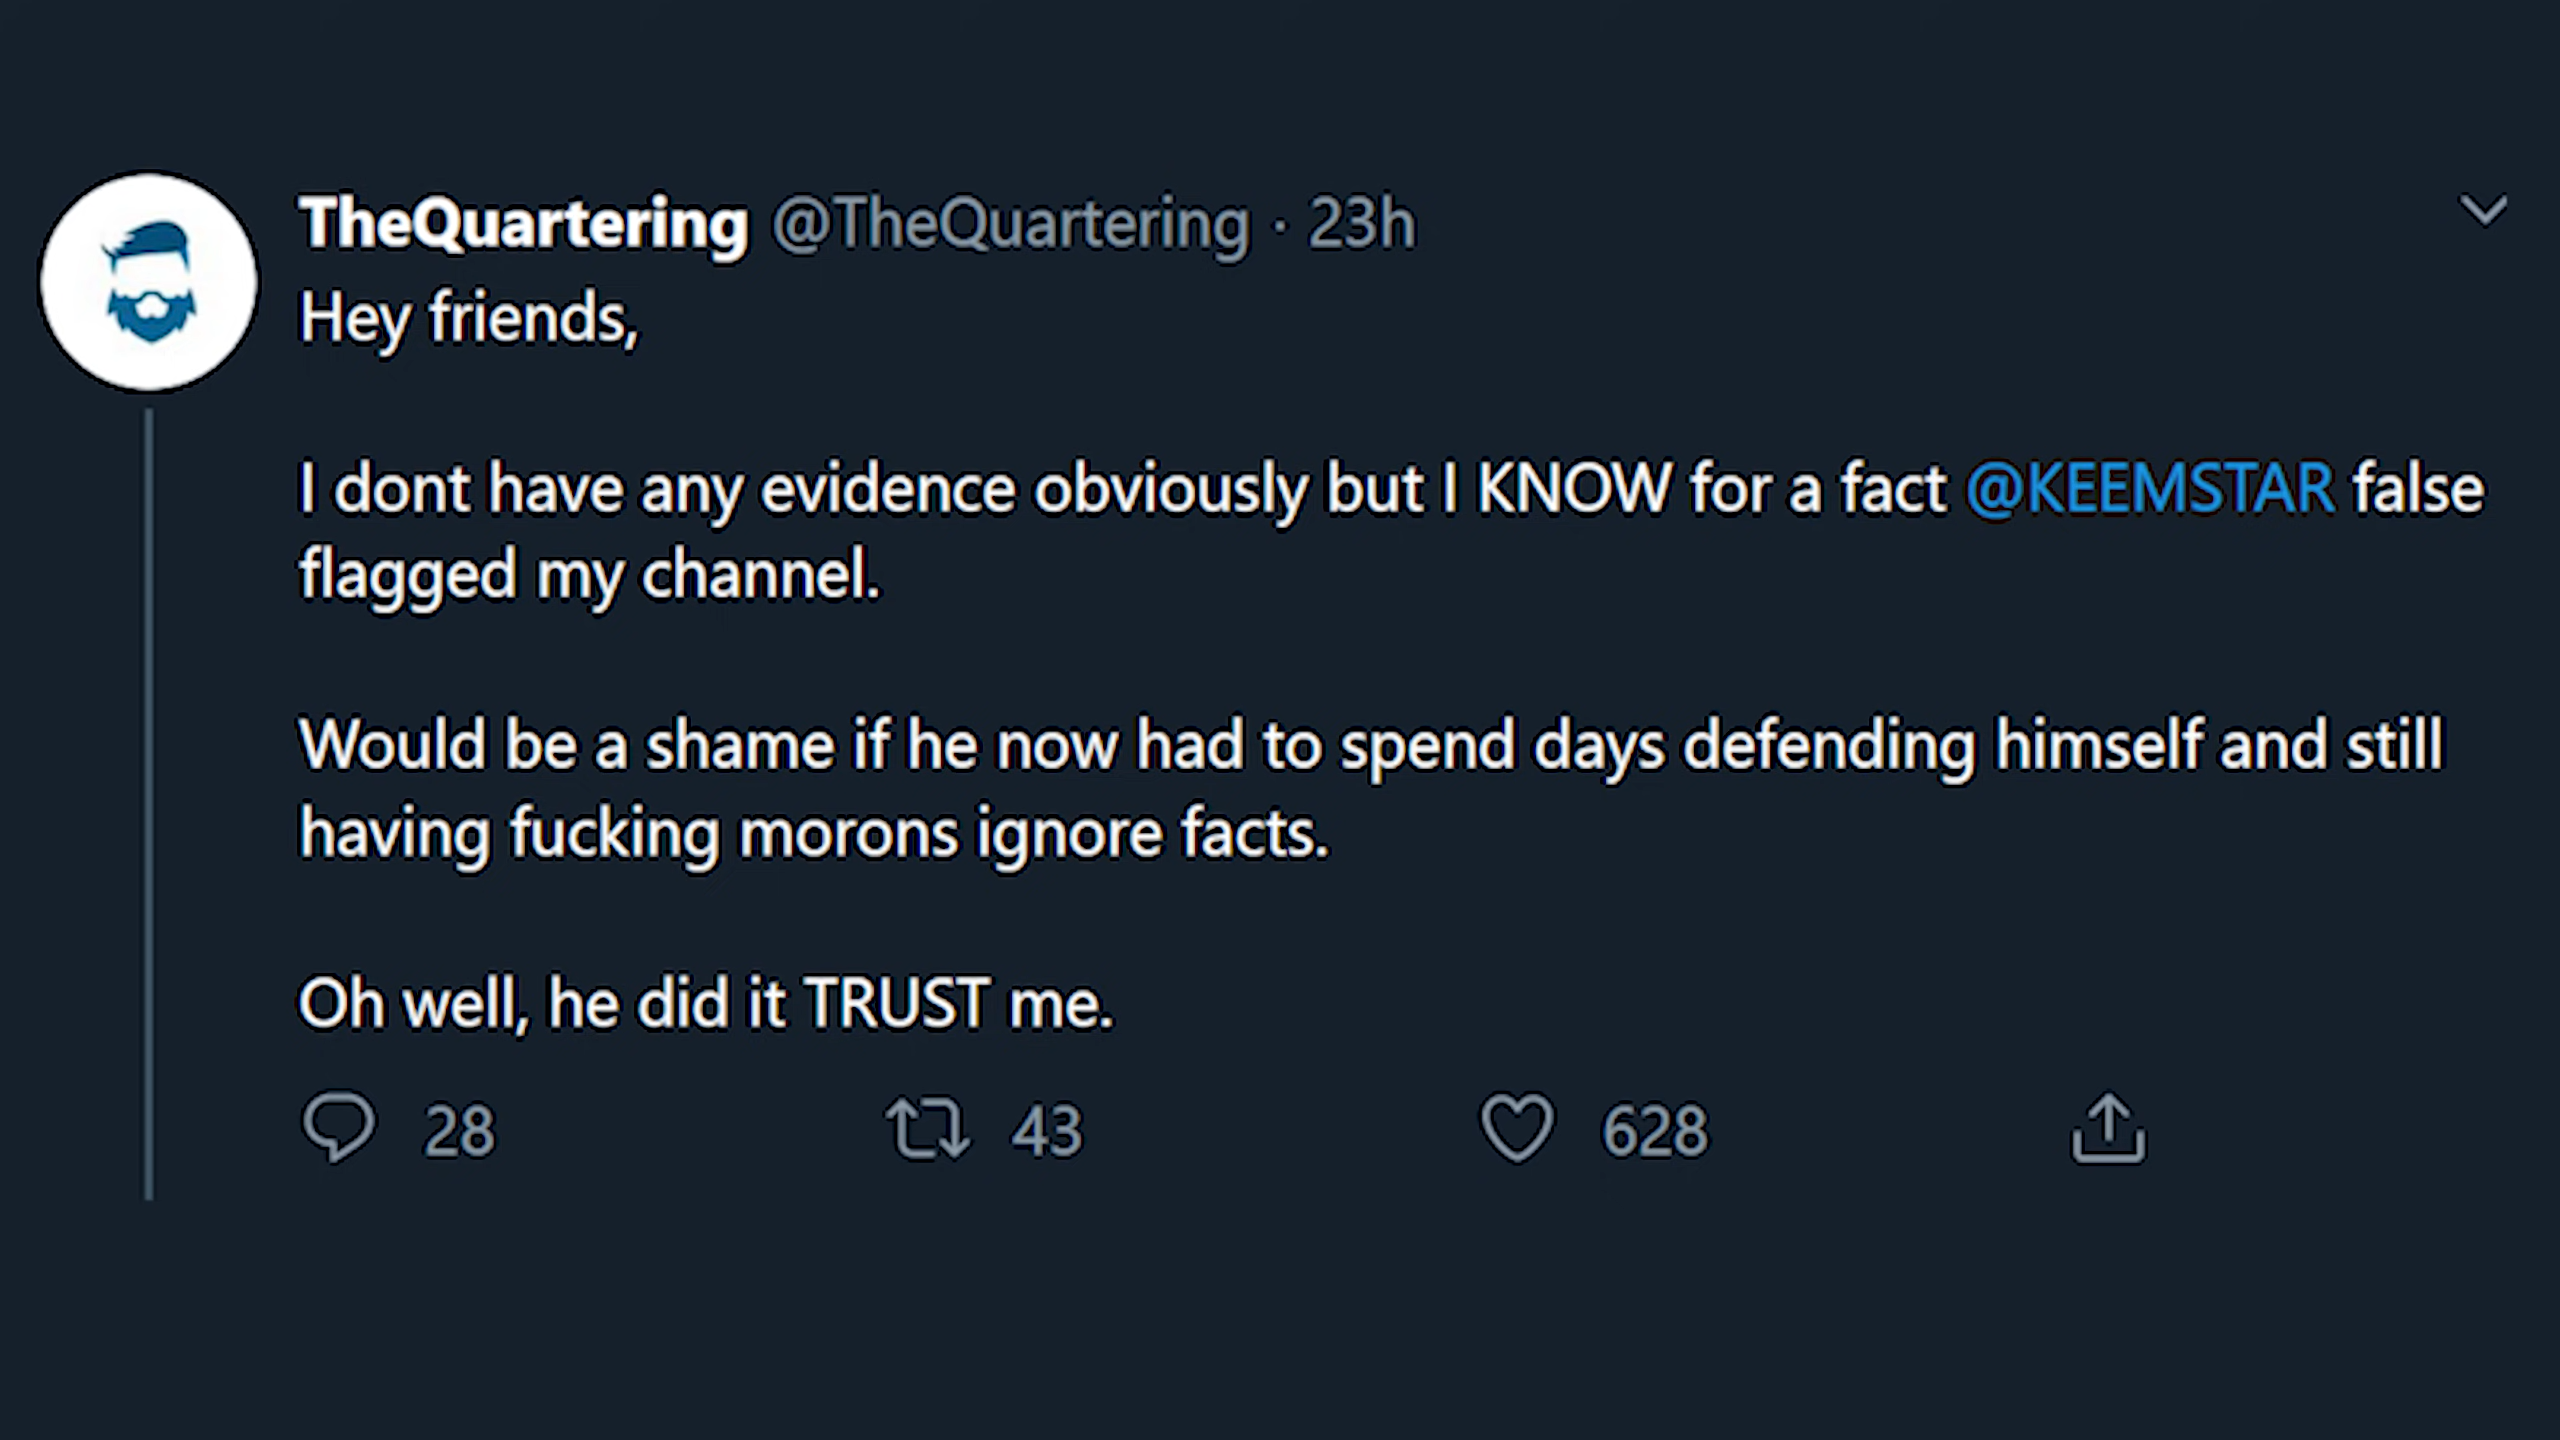 TheQuartering @TheQuartering · 23h
Hey friends,
I dont have any evidence obviously but I KNOW for a fact @KEEMSTAR false
flagged my channel.
Would be a shame if he now had to spend days defending himself and still
having fucking morons ignore facts.
Oh well, he did it TRUST me.
28 43 628